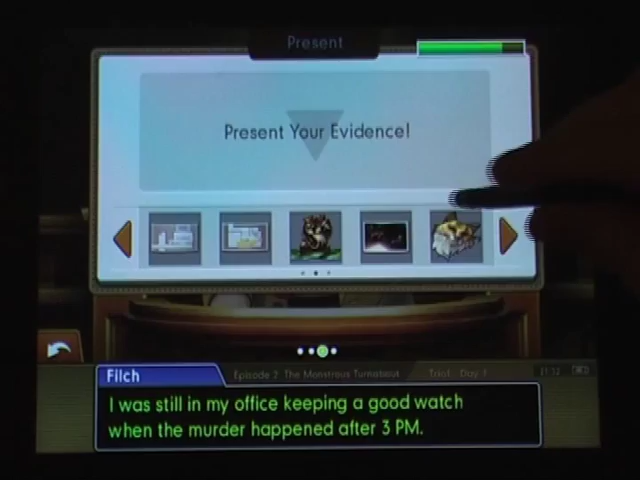 Present
Present Your Evidence!
Filch
Episode 2 The Monstrous Turnabout
Trial Day 1
I was still in my office keeping a good watch
when the murder happened after 3 PM.